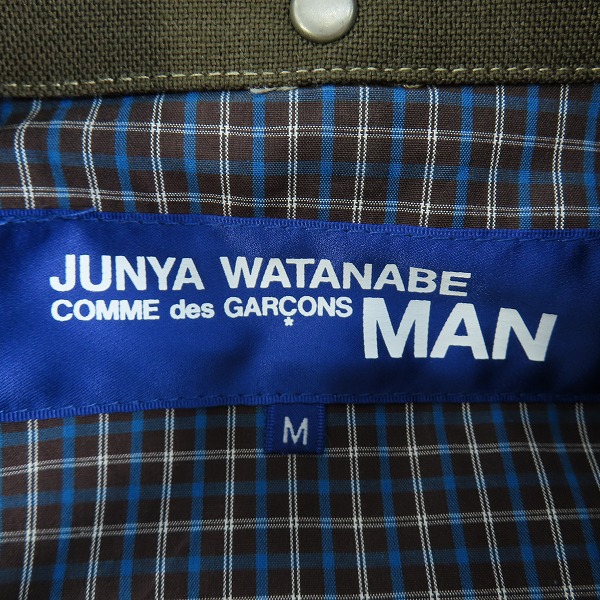 JUNYA WATANABE
COMME des GARÇONS MAN
*
M